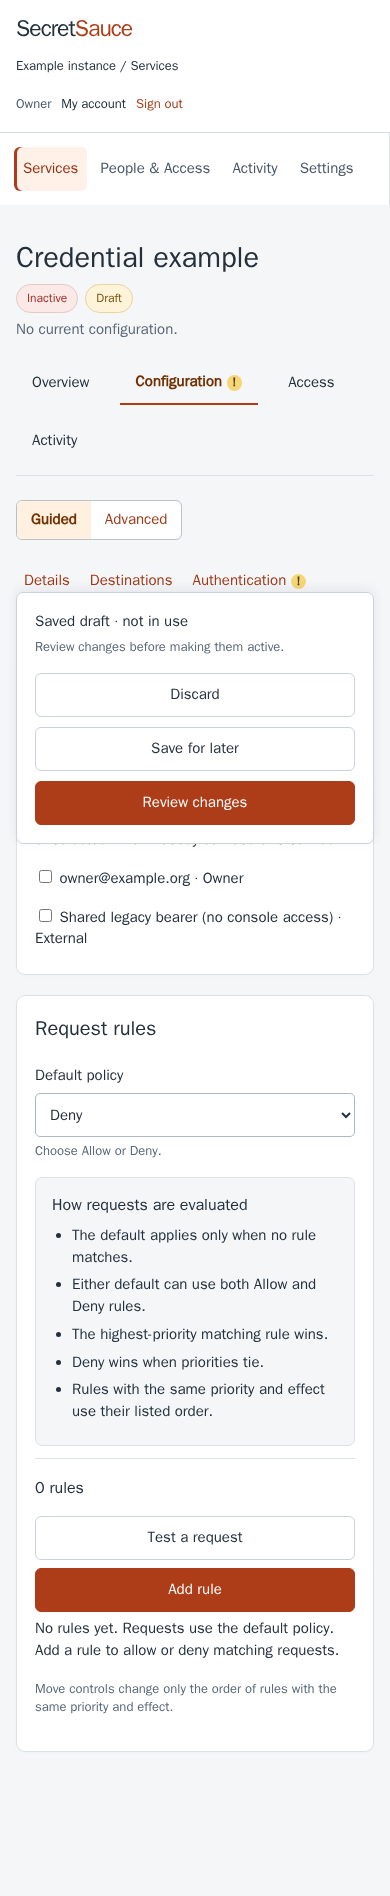 SecretSauce
Example instance / Services
Owner My account Sign out
Services People & Access Activity Settings
Credential example
Inactive Draft
No current configuration.
Overview Configuration ! Access
Activity
Guided Advanced
Details Destinations Authentication !
Saved draft · not in use
Review changes before making them active.
Discard
Save for later
Review changes
owner@example.org · Owner
Shared legacy bearer (no console access) ·
External
Request rules
Default policy
Deny
Choose Allow or Deny.
How requests are evaluated
• The default applies only when no rule
matches.
• Either default can use both Allow and
Deny rules.
• The highest-priority matching rule wins.
• Deny wins when priorities tie.
• Rules with the same priority and effect
use their listed order.
0 rules
Test a request
Add rule
No rules yet. Requests use the default policy.
Add a rule to allow or deny matching requests.
Move controls change only the order of rules with the
same priority and effect.